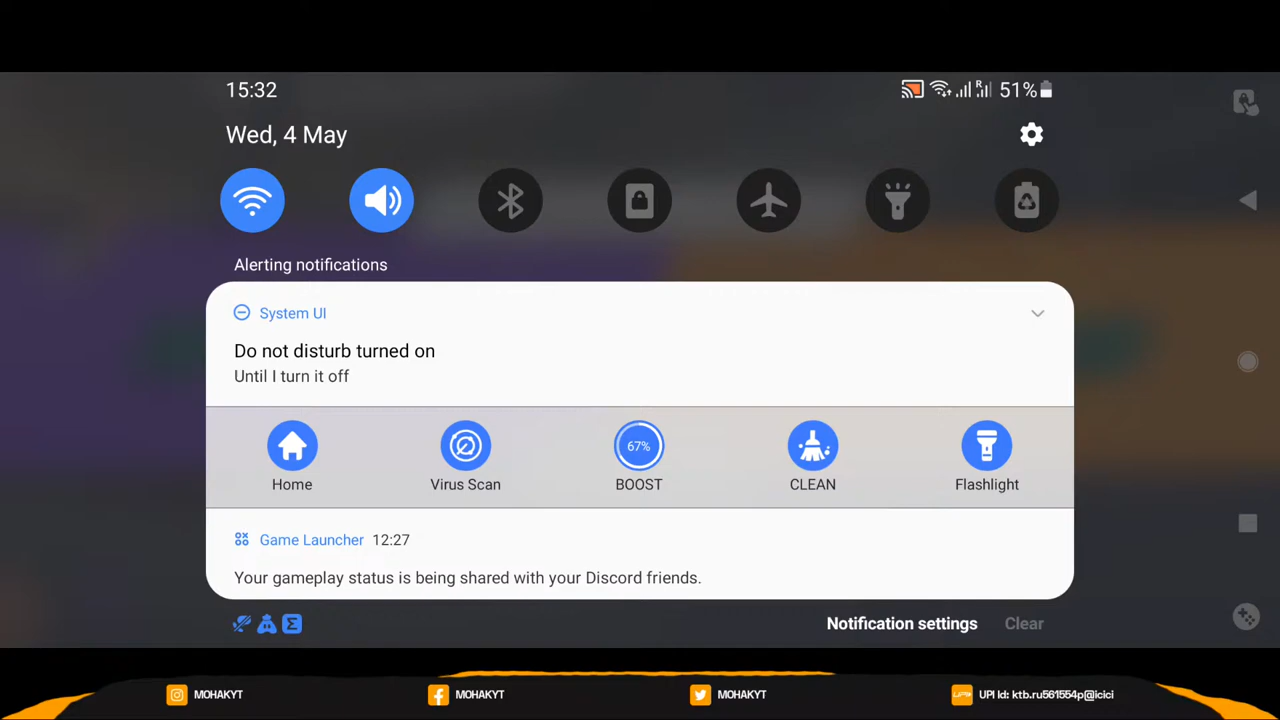 15:32
R
51%
Wed, 4 May
Alerting notifications
System UI
Do not disturb turned on
Until I turn it off
67%
Home
Virus Scan
BOOST
CLEAN
Flashlight
Game Launcher 12:27
Your gameplay status is being shared with your Discord friends.
Notification settings
Clear
MOHAKYT
MOHAKYT
MOHAKYT
UPI
UPI Id: ktb.ru561554p@icici